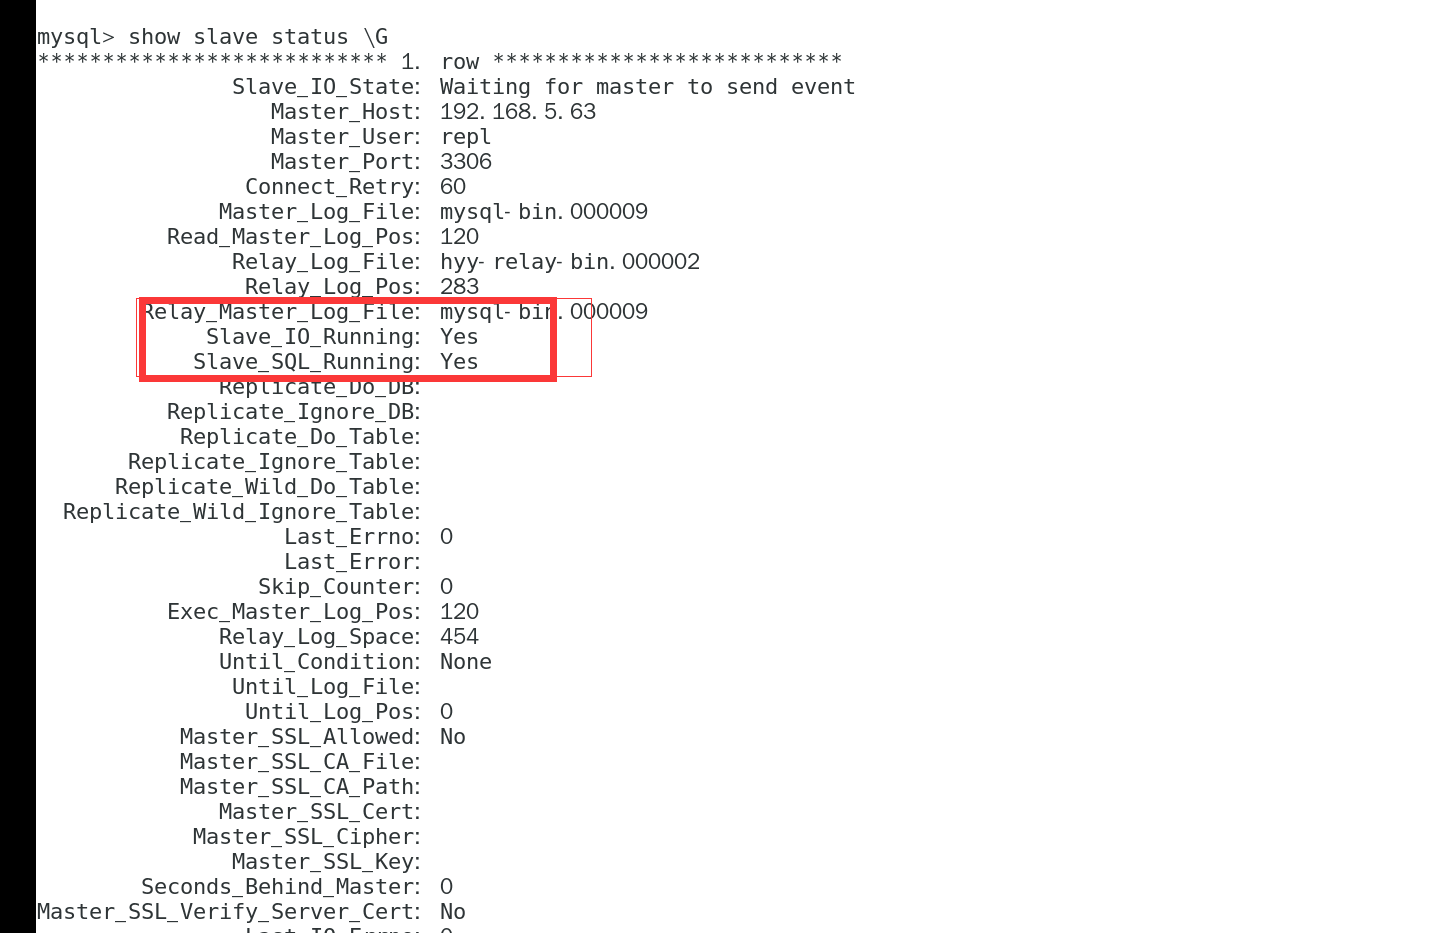 mysql> show slave status \G
*************************** 1. row ***************************
Slave_IO_State: Waiting for master to send event
Master_Host: 192.168.5.63
Master_User: repl
Master_Port: 3306
Connect_Retry: 60
Master_Log_File: mysql-bin.000009
Read_Master_Log_Pos: 120
Relay_Log_File: hyy-relay-bin.000002
Relay_Log_Pos: 283
Relay_Master_Log_File: mysql-bin.000009
Slave_IO_Running: Yes
Slave_SQL_Running: Yes
Replicate_Do_DB:
Replicate_Ignore_DB:
Replicate_Do_Table:
Replicate_Ignore_Table:
Replicate_Wild_Do_Table:
Replicate_Wild_Ignore_Table:
Last_Errno: 0
Last_Error:
Skip_Counter: 0
Exec_Master_Log_Pos: 120
Relay_Log_Space: 454
Until_Condition: None
Until_Log_File:
Until_Log_Pos: 0
Master_SSL_Allowed: No
Master_SSL_CA_File:
Master_SSL_CA_Path:
Master_SSL_Cert:
Master_SSL_Cipher:
Master_SSL_Key:
Seconds_Behind_Master: 0
Master_SSL_Verify_Server_Cert: No
Last_IO_Errno: 0